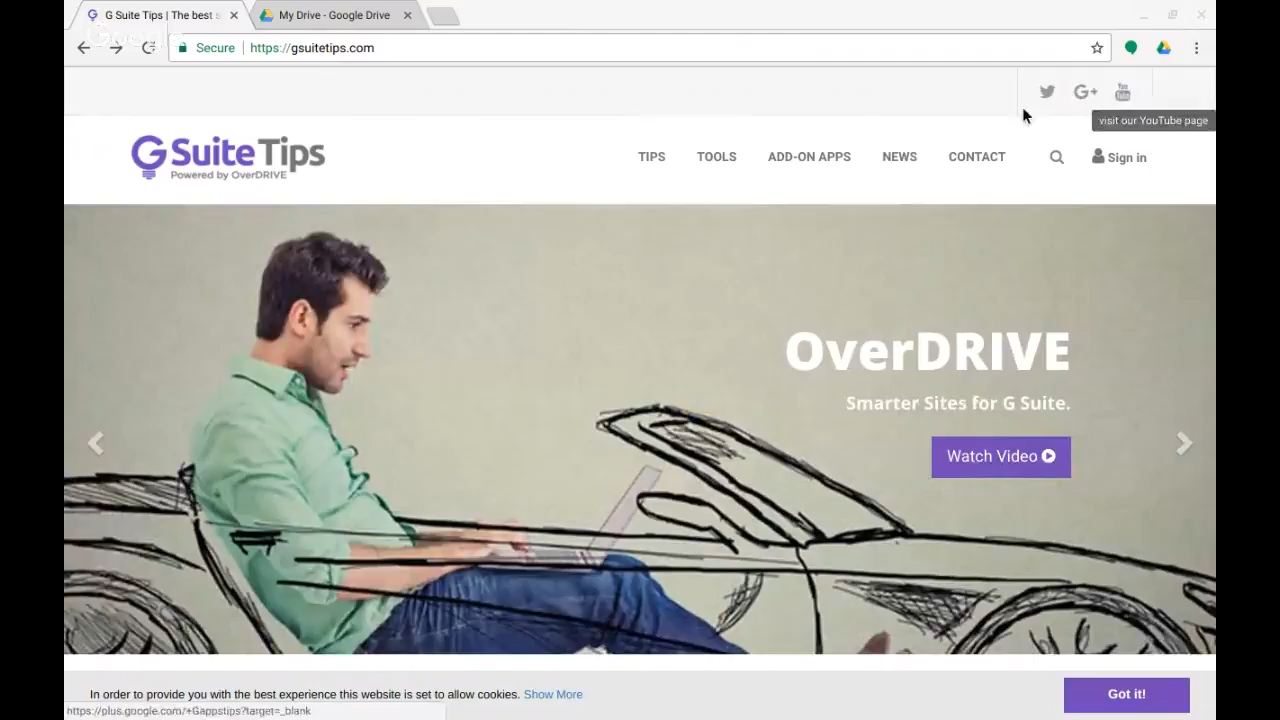 G Suite Tips | The best s
My Drive - Google Drive
Google
Secure
https://gsuitetips.com
G+
You Tube
visit our YouTube page
G Suite Tips
Powered by OverDRIVE
TIPS
TOOLS
ADD-ON APPS
NEWS
CONTACT
Sign in
OverDRIVE
Smarter Sites for G Suite.
Watch Video
In order to provide you with the best experience this website is set to allow cookies. Show More
Got it!
https://plus.google.com/+Gappstips?target=_blank